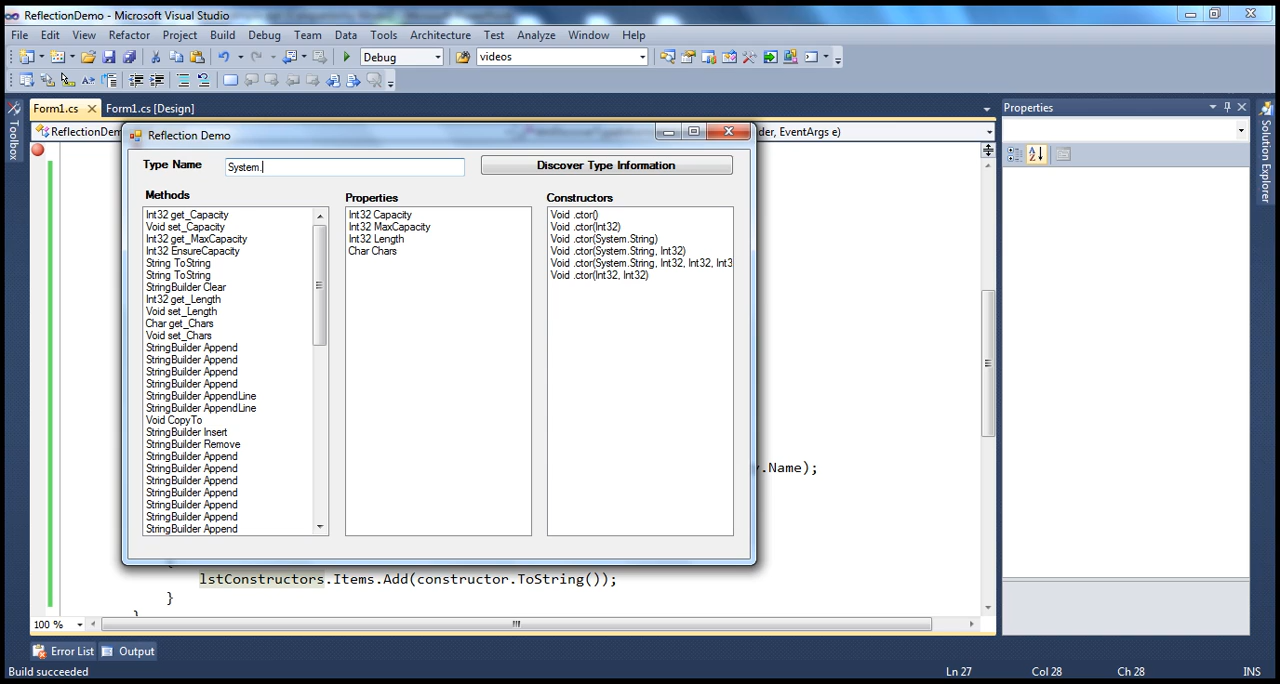 ReflectionDemo - Microsoft Visual Studio
File Edit View Refactor Project Build Debug Team Data Tools Architecture Test Analyze Window Help
Debug videos
Form1.cs Form1.cs [Design] Properties
Toolbox
Solution Explorer
ReflectionDem der, EventArgs e)
Reflection Demo
Type Name System. Discover Type Information
Methods
Int32 get_Capacity
Void set_Capacity
Int32 get_MaxCapacity
Int32 EnsureCapacity
String ToString
String ToString
StringBuilder Clear
Int32 get_Length
Void set_Length
Char get_Chars
Void set_Chars
StringBuilder Append
StringBuilder Append
StringBuilder Append
StringBuilder Append
StringBuilder AppendLine
StringBuilder AppendLine
Void CopyTo
StringBuilder Insert
StringBuilder Remove
StringBuilder Append
StringBuilder Append
StringBuilder Append
StringBuilder Append
StringBuilder Append
StringBuilder Append
StringBuilder Append
Properties
Int32 Capacity
Int32 MaxCapacity
Int32 Length
Char Chars
Constructors
Void .ctor()
Void .ctor(Int32)
Void .ctor(System.String)
Void .ctor(System.String, Int32)
Void .ctor(System.String, Int32, Int32, Int3
Void .ctor(Int32, Int32)
y.Name);
{
lstConstructors.Items.Add(constructor.ToString());
}
100 %
Error List Output
Build succeeded Ln 27 Col 28 Ch 28 INS